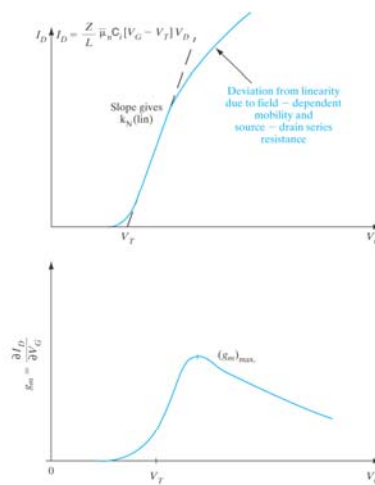 I_D I_D = Z/L μ̄_n C_i [V_G − V_T] V_D
Slope gives
k_N(lin)
Deviation from linearity
due to field − dependent
mobility and
source − drain series
resistance
V_T
g_m = ∂I_D/∂V_G
(g_m)_max.
0
V_T